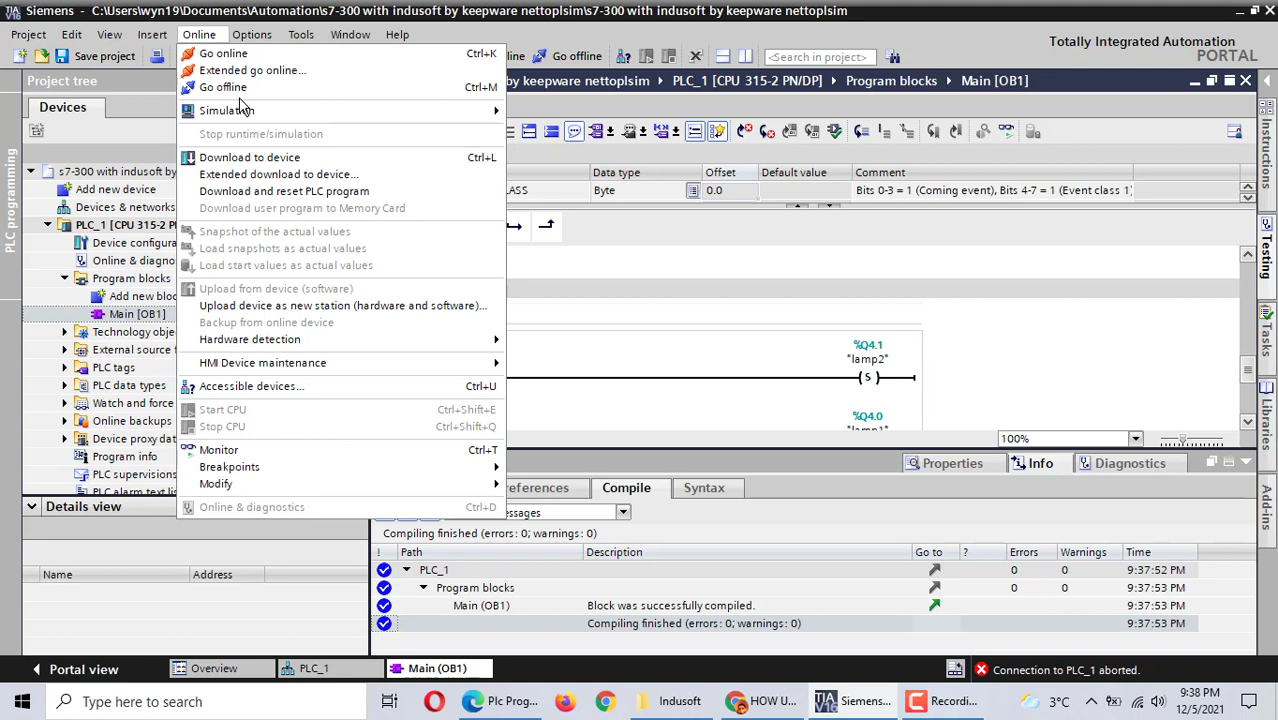 Siemens - C:\Users\wyn19\Documents\Automation\s7-300 with indusoft by keepware nettoplsim\s7-300 with indusoft by keepware nettoplsim
Project Edit View Insert Online Options Tools Window Help
Totally Integrated Automation
PORTAL
Save project
Go offline
<Search in project>
Project tree
by keepware nettoplsim PLC_1 [CPU 315-2 PN/DP] Program blocks Main [OB1]
Devices
Go online Ctrl+K
Extended go online...
Go offline Ctrl+M
Simulation
Stop runtime/simulation
Download to device Ctrl+L
Extended download to device...
Download and reset PLC program
Download user program to Memory Card
Snapshot of the actual values
Load snapshots as actual values
Load start values as actual values
Upload from device (software)
Upload device as new station (hardware and software)...
Backup from online device
Hardware detection
HMI Device maintenance
Accessible devices... Ctrl+U
Start CPU Ctrl+Shift+E
Stop CPU Ctrl+Shift+Q
Monitor Ctrl+T
Breakpoints
Modify
Online & diagnostics Ctrl+D
s7-300 with indusoft b
Add new device
Devices & networks
PLC_1 [CPU 315-2 P
Device configura
Online & diagno
Program blocks
Add new bloc
Main [OB1]
Technology obje
External source f
PLC tags
PLC data types
Watch and force
Online backups
Device proxy data
Program info
PLC supervisions
PLC alarm text lis
Data type Offset Default value Comment
LASS Byte 0.0 Bits 0-3 = 1 (Coming event), Bits 4-7 = 1 (Event class 1)
%Q4.1
"lamp2"
S
%Q4.0
"lamp1"
100%
PLC programming
Instructions
Testing
Tasks
Libraries
Add-ins
Properties Info Diagnostics
Details view
Name Address
eferences Compile Syntax
essages
Compiling finished (errors: 0; warnings: 0)
! Path Description Go to ? Errors Warnings Time
PLC_1 0 0 9:37:52 PM
Program blocks 0 0 9:37:53 PM
Main (OB1) Block was successfully compiled. 0 0 9:37:53 PM
Compiling finished (errors: 0; warnings: 0) 0 0 9:37:53 PM
Portal view Overview PLC_1 Main (OB1) Connection to PLC_1 aborted.
Type here to search
Plc Prog...
Indusoft
HOW U...
TIA V16
Siemens...
Recordi...
3°C
9:38 PM
12/5/2021